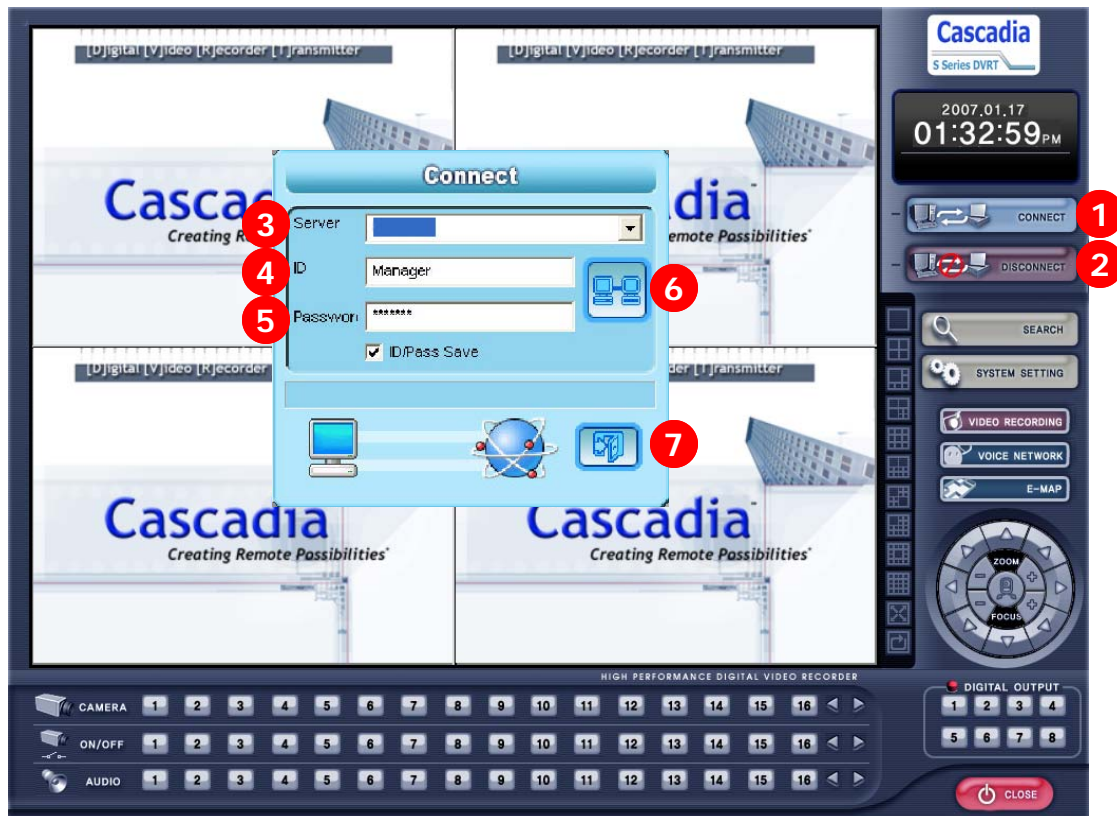 [D]igital [V]ideo [R]ecorder [T]ransmitter
[D]igital [V]ideo [R]ecorder [T]ransmitter
Cascadia
S Series DVRT
2007.01.17
01:32:59PM
Connect
Casca
Creating R
dia
emote Possibilities
3
Server
4
ID
Manager
5
Passwor
*******
6
ID/Pass Save
7
CONNECT
1
DISCONNECT
2
SEARCH
SYSTEM SETTING
VIDEO RECORDING
VOICE NETWORK
E-MAP
[D]igital [V]ideo [R]ecorder
der [T]ransmitter
Cascadia
Creating Remote Possibilities
Cascadia
Creating Remote Possibilities
ZOOM
- +
- +
FOCUS
HIGH PERFORMANCE DIGITAL VIDEO RECORDER
CAMERA 1 2 3 4 5 6 7 8 9 10 11 12 13 14 15 16
ON/OFF 1 2 3 4 5 6 7 8 9 10 11 12 13 14 15 16
AUDIO 1 2 3 4 5 6 7 8 9 10 11 12 13 14 15 16
DIGITAL OUTPUT
1 2 3 4
5 6 7 8
CLOSE